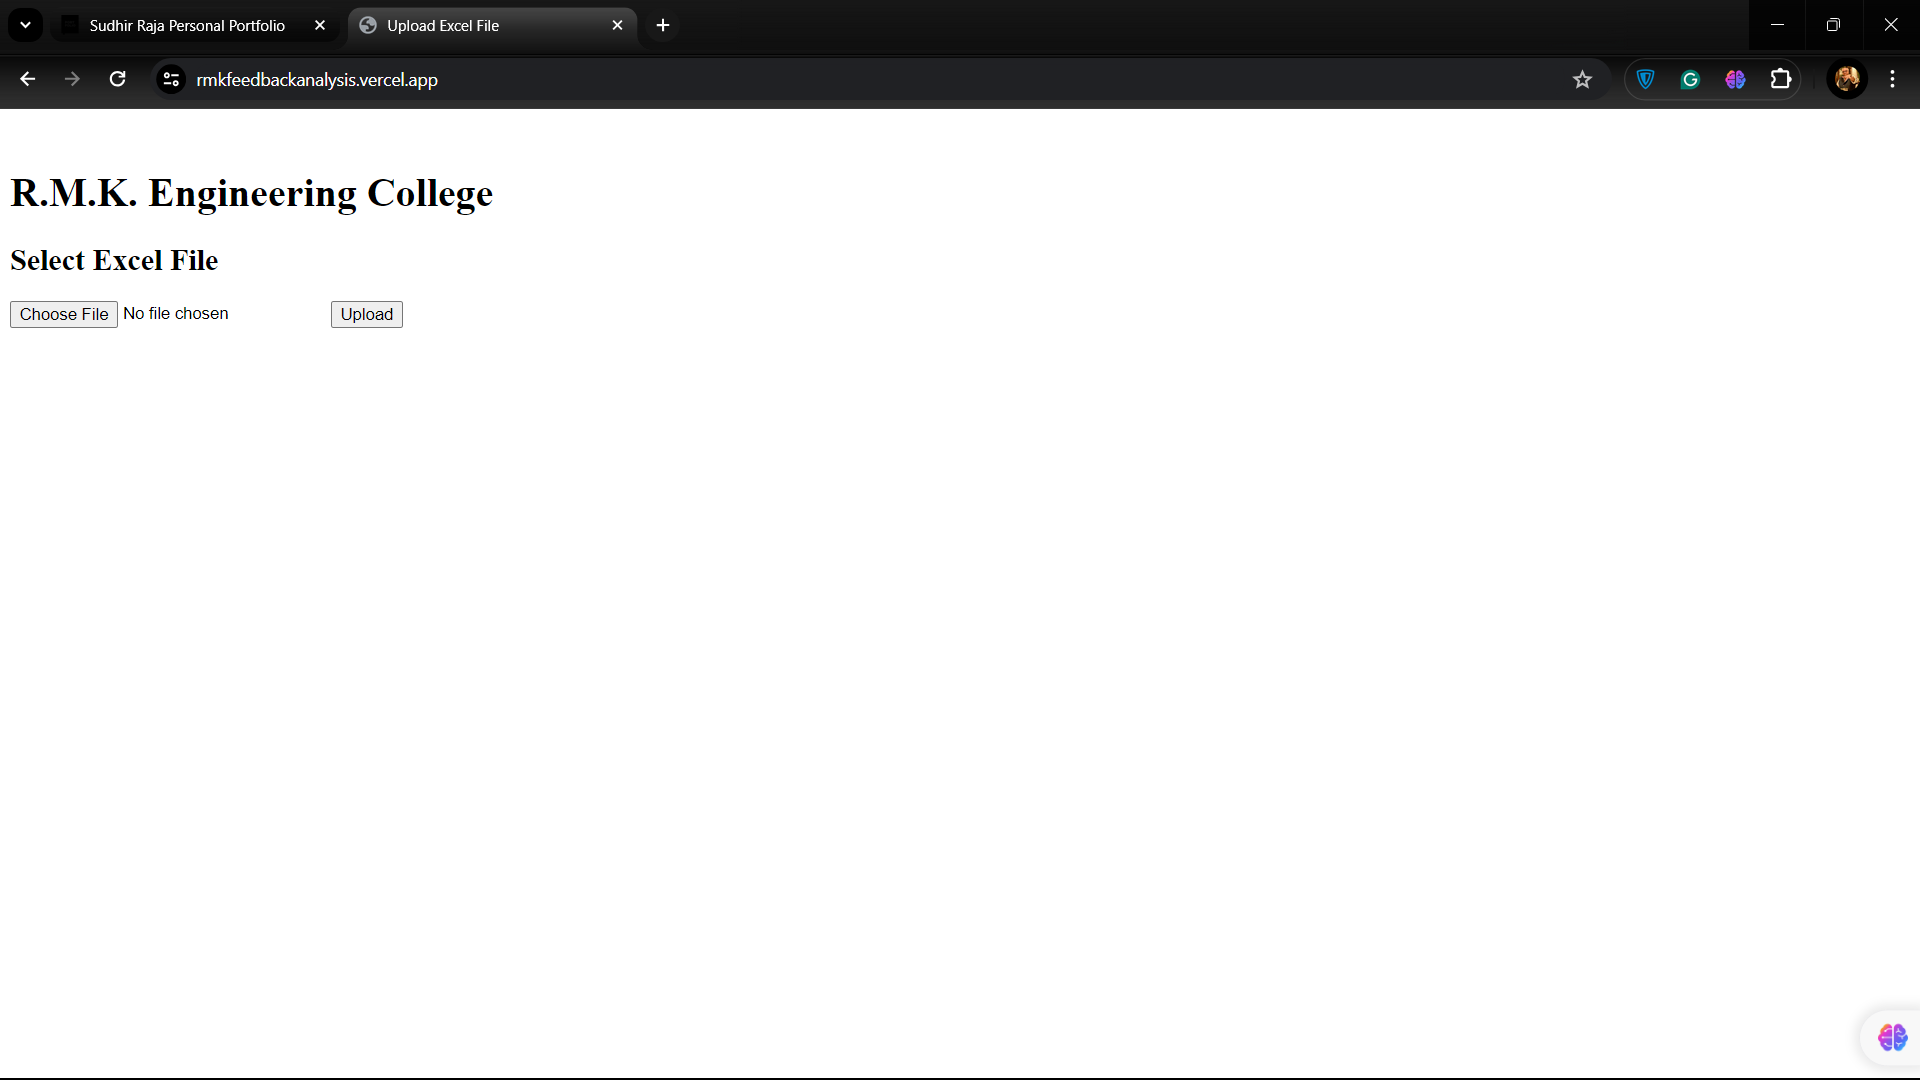 Sudhir Raja Personal Portfolio
Upload Excel File
rmkfeedbackanalysis.vercel.app
R.M.K. Engineering College
Select Excel File
Choose File No file chosen Upload